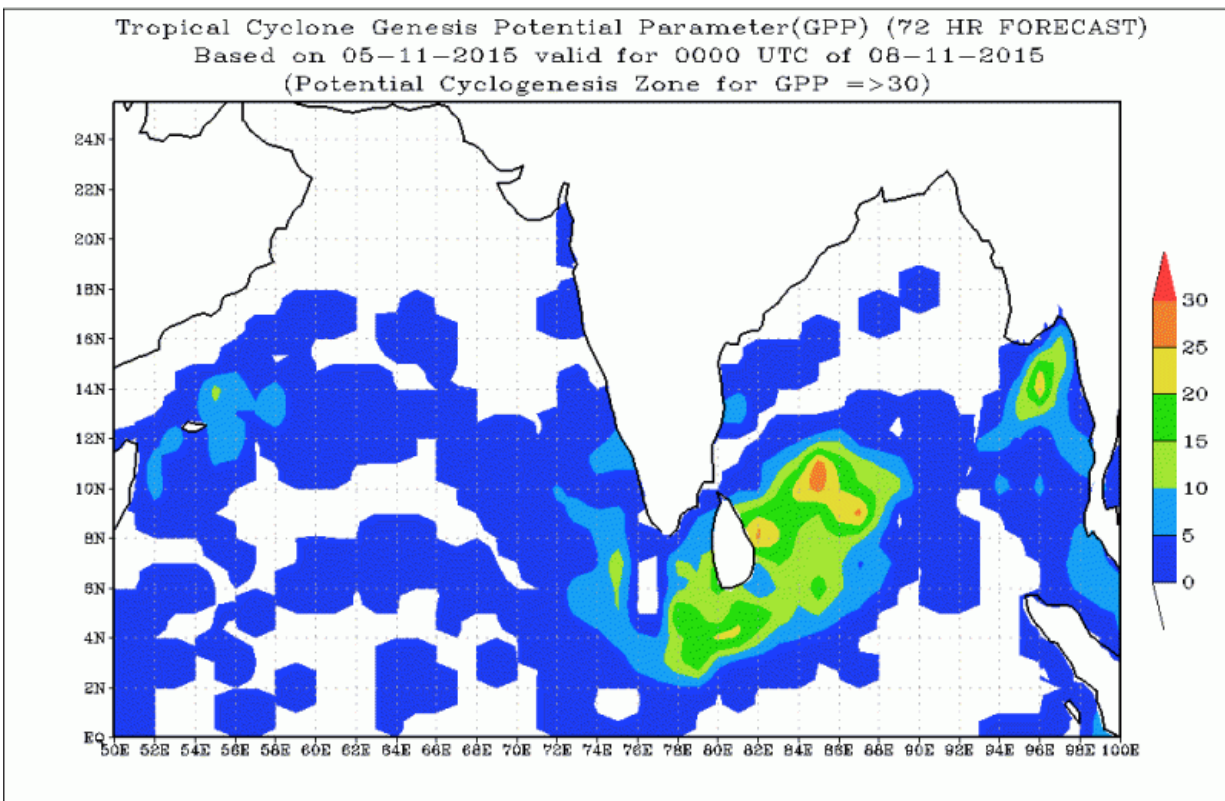 Tropical Cyclone Genesis Potential Parameter(GPP) (72 HR FORECAST)
Based on 05-11-2015 valid for 0000 UTC of 08-11-2015
(Potential Cyclogenesis Zone for GPP =>30)
24N
22N
20N
18N
16N
14N
12N
10N
8N
6N
4N
2N
EQ
50E 52E 54E 56E 58E 60E 62E 64E 66E 68E 70E 72E 74E 76E 78E 80E 82E 84E 86E 88E 90E 92E 94E 96E 98E 100E
30
25
20
15
10
5
0